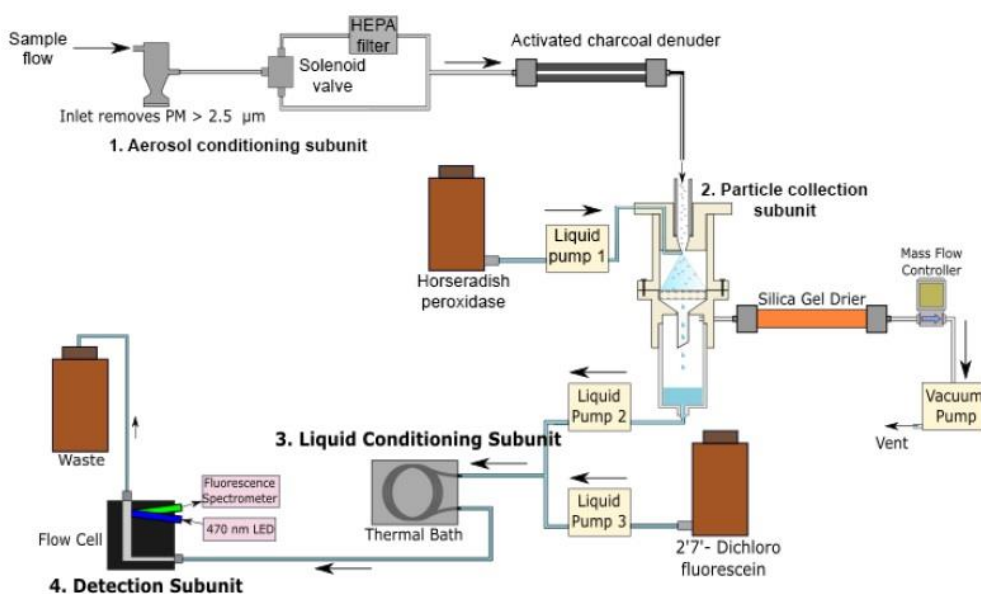 Sample
flow
HEPA
filter
Solenoid
valve
Inlet removes PM > 2.5 µm
1. Aerosol conditioning subunit
Activated charcoal denuder
2. Particle collection
subunit
Liquid
pump 1
Horseradish
peroxidase
Mass Flow
Controller
Silica Gel Drier
Vacuum
Pump
Vent
Liquid
Pump 2
3. Liquid Conditioning Subunit
Waste
Fluorescence
Spectrometer
470 nm LED
Flow Cell
Thermal Bath
Liquid
Pump 3
2'7'- Dichloro
fluorescein
4. Detection Subunit